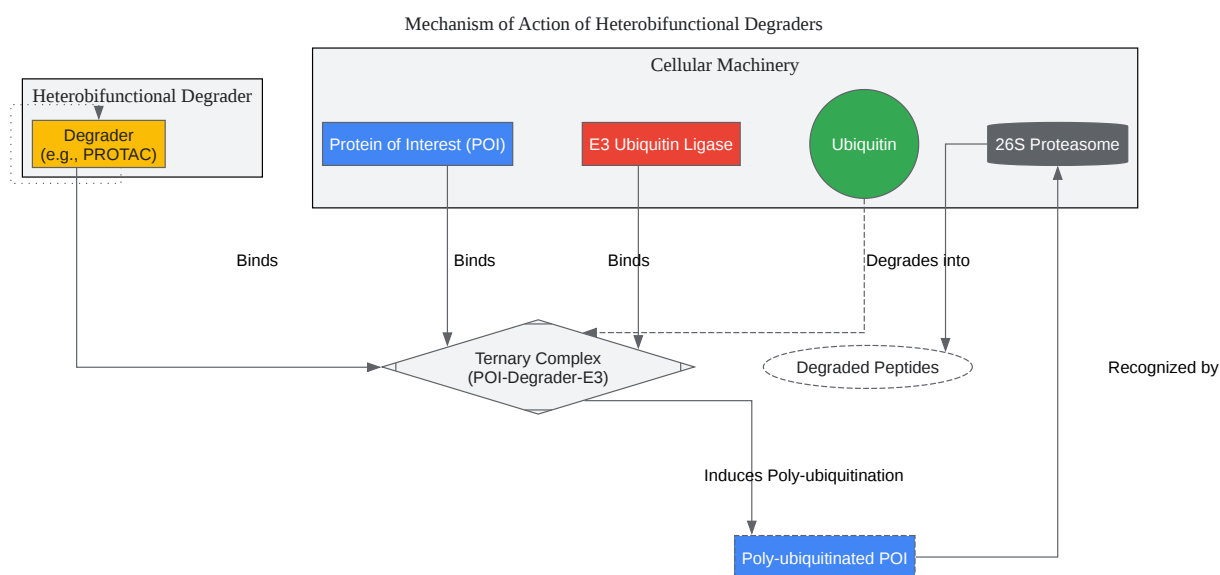 Mechanism of Action of Heterobifunctional Degraders
Cellular Machinery
Heterobifunctional Degrader
Degrader
(e.g., PROTAC)
Protein of Interest (POI)
E3 Ubiquitin Ligase
Ubiquitin
26S Proteasome
Binds
Binds
Binds
Degrades into
Ternary Complex
(POI-Degrader-E3)
Degraded Peptides
Recognized by
Induces Poly-ubiquitination
Poly-ubiquitinated POI